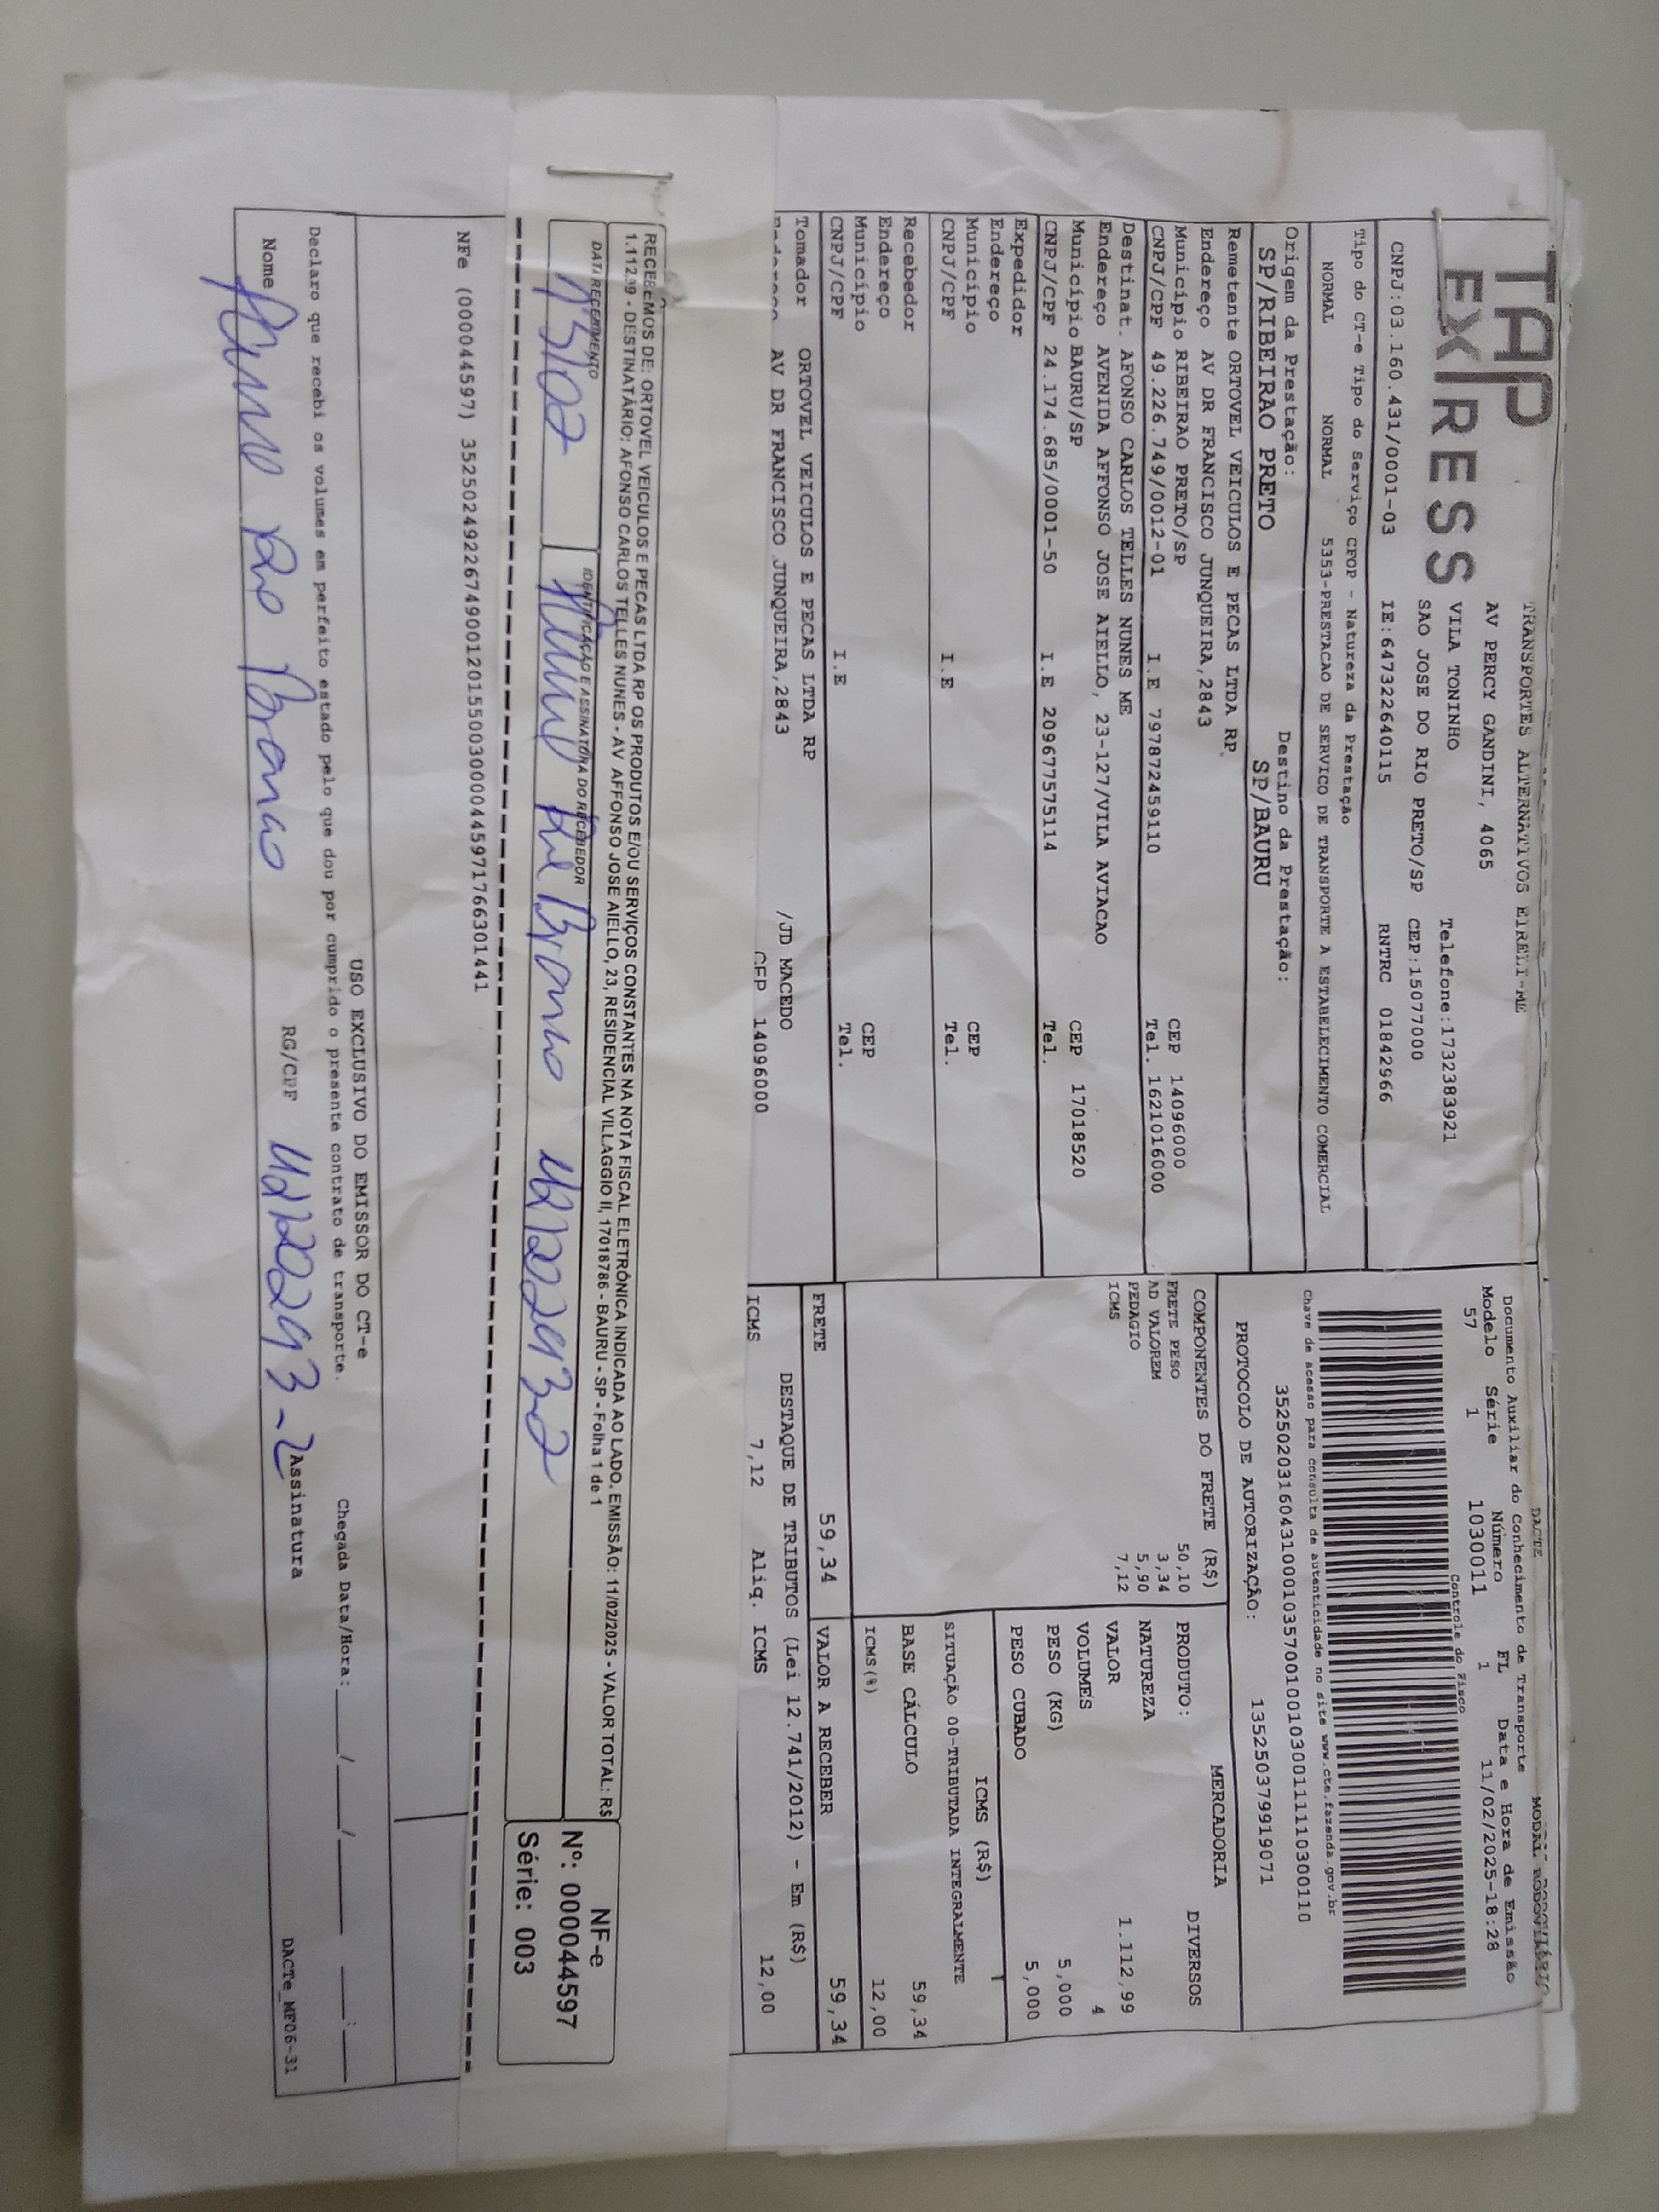 TAP
EXPRESS
TRANSPORTES ALTERNATIVOS EIRELI-ME
AV PERCY GANDINI, 4065
VILA TONINHO Telefone:1732383921
SAO JOSE DO RIO PRETO/SP CEP:15077000
CNPJ:03.160.431/0001-03 IE:647322640115 RNTRC 01842966
Tipo do CT-e Tipo do Serviço CFOP - Natureza da Prestação
NORMAL NORMAL 5353-PRESTACAO DE SERVICO DE TRANSPORTE A ESTABELECIMENTO COMERCIAL
Origem da Prestação: Destino da Prestação:
SP/RIBEIRAO PRETO SP/BAURU
Remetente ORTOVEL VEICULOS E PECAS LTDA RP
Endereço AV DR FRANCISCO JUNQUEIRA,2843
Município RIBEIRAO PRETO/SP CEP 14096000
CNPJ/CPF 49.226.749/0012-01 I.E 797872459110 Tel. 1621016000
Destinat. AFONSO CARLOS TELLES NUNES ME
Endereço AVENIDA AFFONSO JOSE AIELLO, 23-127/VILA AVIACAO
Município BAURU/SP CEP 17018520
CNPJ/CPF 24.174.685/0001-50 I.E 209677575114 Tel.
Expedidor
Endereço
Município CEP
CNPJ/CPF I.E Tel.
Recebedor
Endereço
Município CEP
CNPJ/CPF I.E Tel.
Tomador ORTOVEL VEICULOS E PECAS LTDA RP
Endereço AV DR FRANCISCO JUNQUEIRA,2843 /JD MACEDO
CEP 14096000
DACTE MODAL RODOVIÁRIO
Documento Auxiliar do Conhecimento de Transporte
Modelo Série Número FL Data e Hora de Emissão
57 1 1030011 1 11/02/2025-18:28
Controle do Fisco
Chave de acesso para consulta de autenticidade no site www.cte.fazenda.gov.br
35250203160431000103570010010300111110300110
PROTOCOLO DE AUTORIZAÇÃO: 135250379919071
COMPONENTES DO FRETE (R$)
FRETE PESO 50,10
AD VALOREM 3,34
PEDAGIO 5,90
ICMS 7,12
MERCADORIA
PRODUTO: DIVERSOS
NATUREZA
VALOR 1.112,99
VOLUMES 4
PESO (KG) 5,000
PESO CUBADO 5,000
ICMS (R$)
SITUAÇÃO 00-TRIBUTADA INTEGRALMENTE
BASE CÁLCULO 59,34
ICMS(%) 12,00
FRETE 59,34 VALOR A RECEBER 59,34
DESTAQUE DE TRIBUTOS (Lei 12.741/2012) - Em (R$)
ICMS 7,12 Aliq. ICMS 12,00
RECEBEMOS DE: ORTOVEL VEICULOS E PECAS LTDA RP OS PRODUTOS E/OU SERVIÇOS CONSTANTES NA NOTA FISCAL ELETRÔNICA INDICADA AO LADO. EMISSÃO: 11/02/2025 - VALOR TOTAL: R$
1.112,99 - DESTINATÁRIO: AFONSO CARLOS TELLES NUNES - AV AFFONSO JOSE AIELLO, 23, RESIDENCIAL VILLAGGIO II, 17018786 - BAURU - SP - Folha 1 de 1
DATA RECEBIMENTO IDENTIFICAÇÃO E ASSINATURA DO RECEBEDOR
NF-e
Nº: 000044597
Série: 003
NFe (000044597) 35250249226749001201550030000445971766301441
USO EXCLUSIVO DO EMISSOR DO CT-e
Declaro que recebi os volumes em perfeito estado pelo que dou por cumprido o presente contrato de transporte. Chegada Data/Hora: ___/___/___ __:__
Nome RG/CPF Assinatura
DACTe_MF06-31